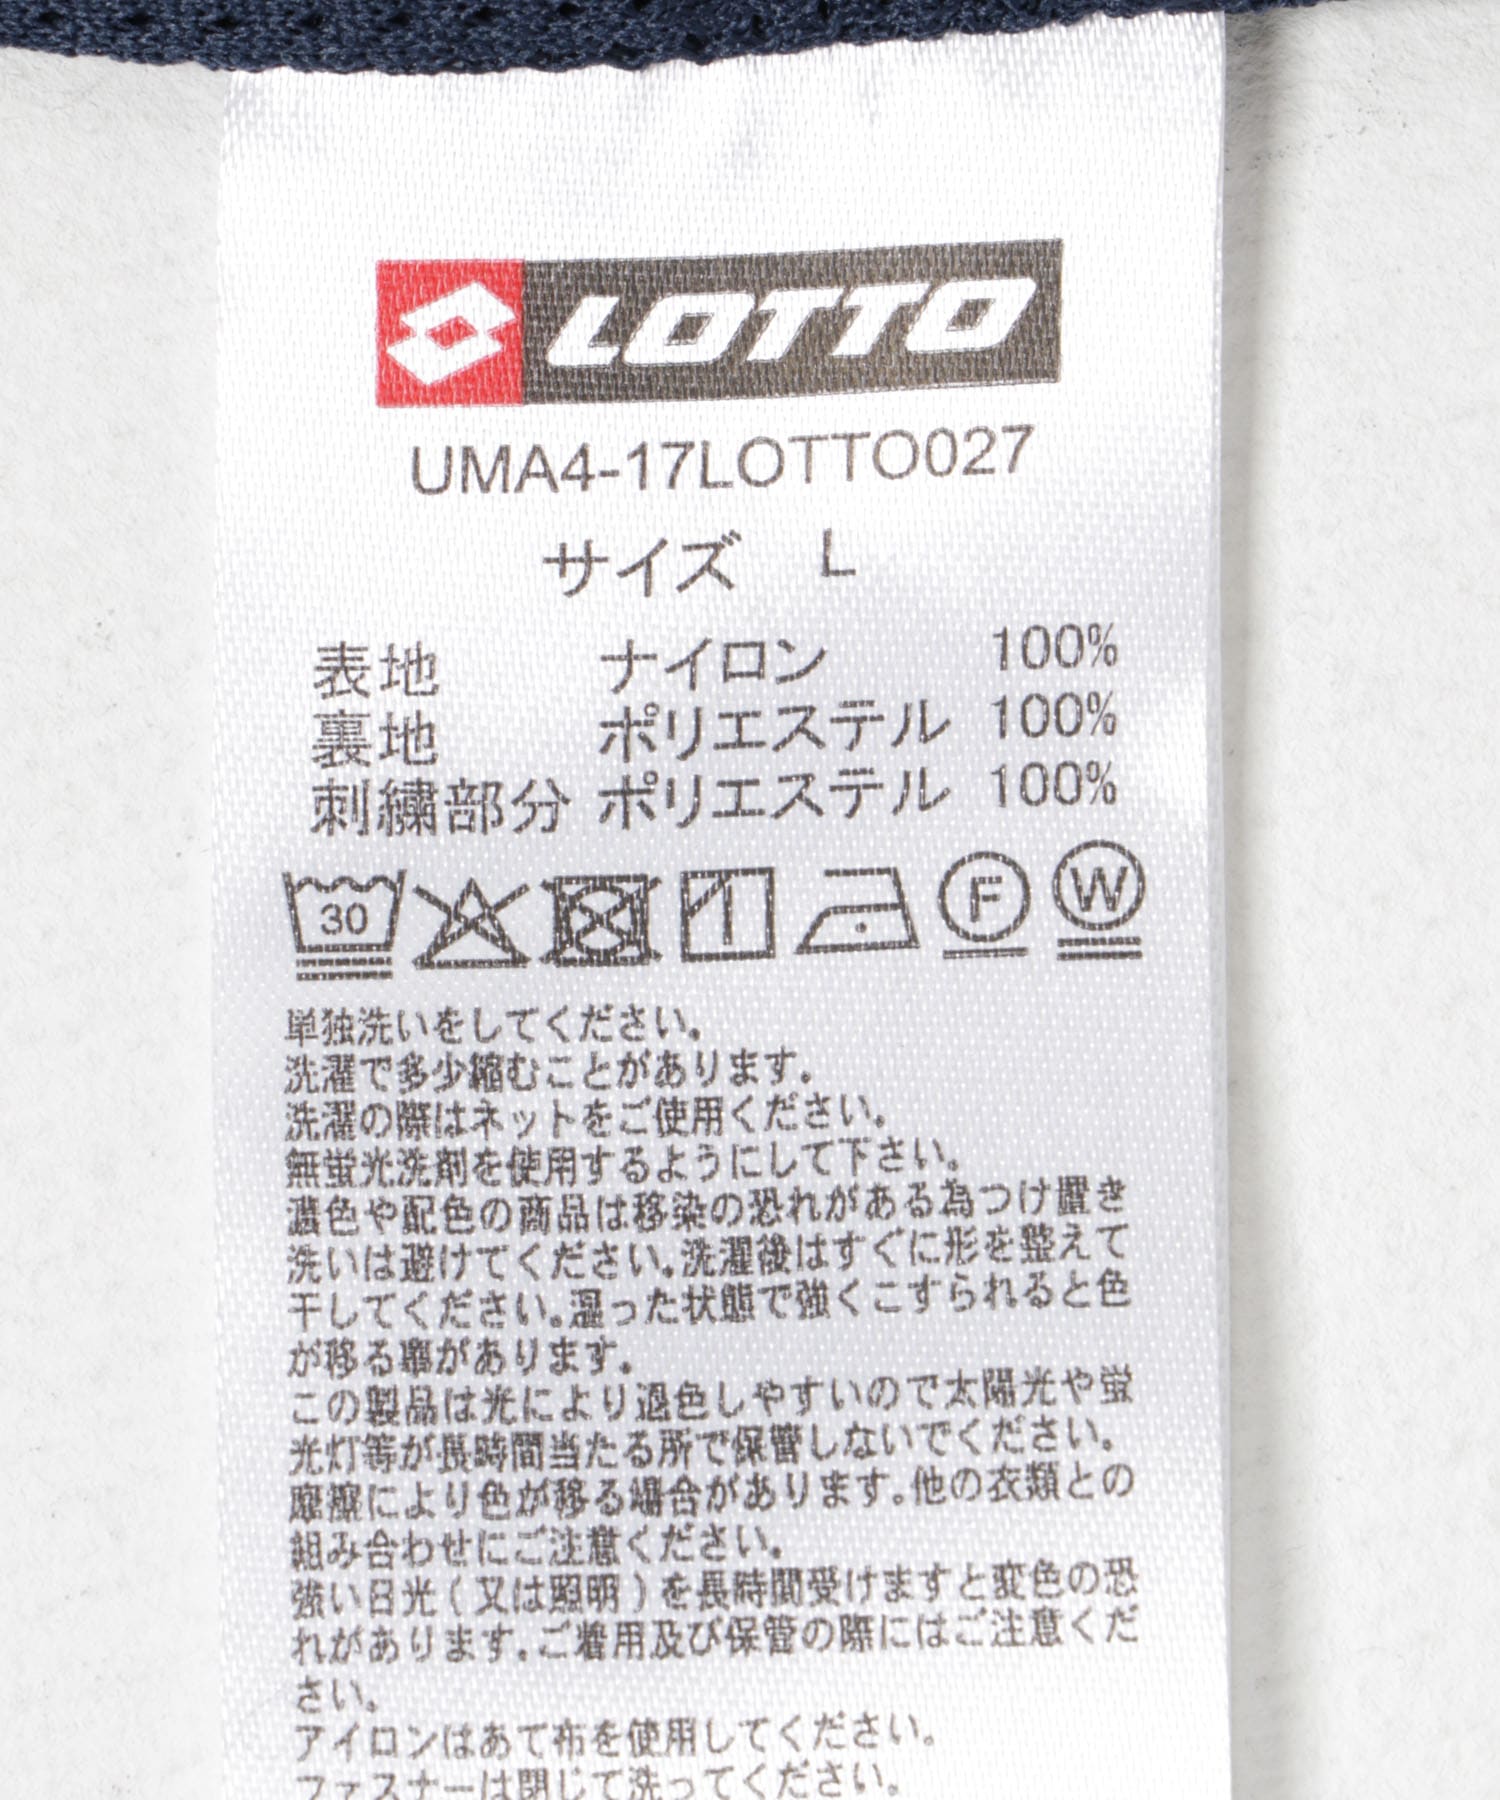 LOTTO
UMA4-17LOTTO027
サイズ L
表地 ナイロン 100%
裏地 ポリエステル 100%
刺繍部分 ポリエステル 100%
30 F W
単独洗いをしてください。
洗濯で多少縮むことがあります。
洗濯の際はネットをご使用ください。
無蛍光洗剤を使用するようにして下さい。
濃色や配色の商品は移染の恐れがある為つけ置き
洗いは避けてください。洗濯後はすぐに形を整えて
干してください。湿った状態で強くこすられると色
が移る事があります。
この製品は光により退色しやすいので太陽光や蛍
光灯等が長時間当たる所で保管しないでください。
摩擦により色が移る場合があります。他の衣類との
組み合わせにご注意ください。
強い日光(又は照明)を長時間受けますと変色の恐
れがあります。ご着用及び保管の際にはご注意くだ
さい。
アイロンはあて布を使用してください。
ファスナーは閉じて洗ってください。